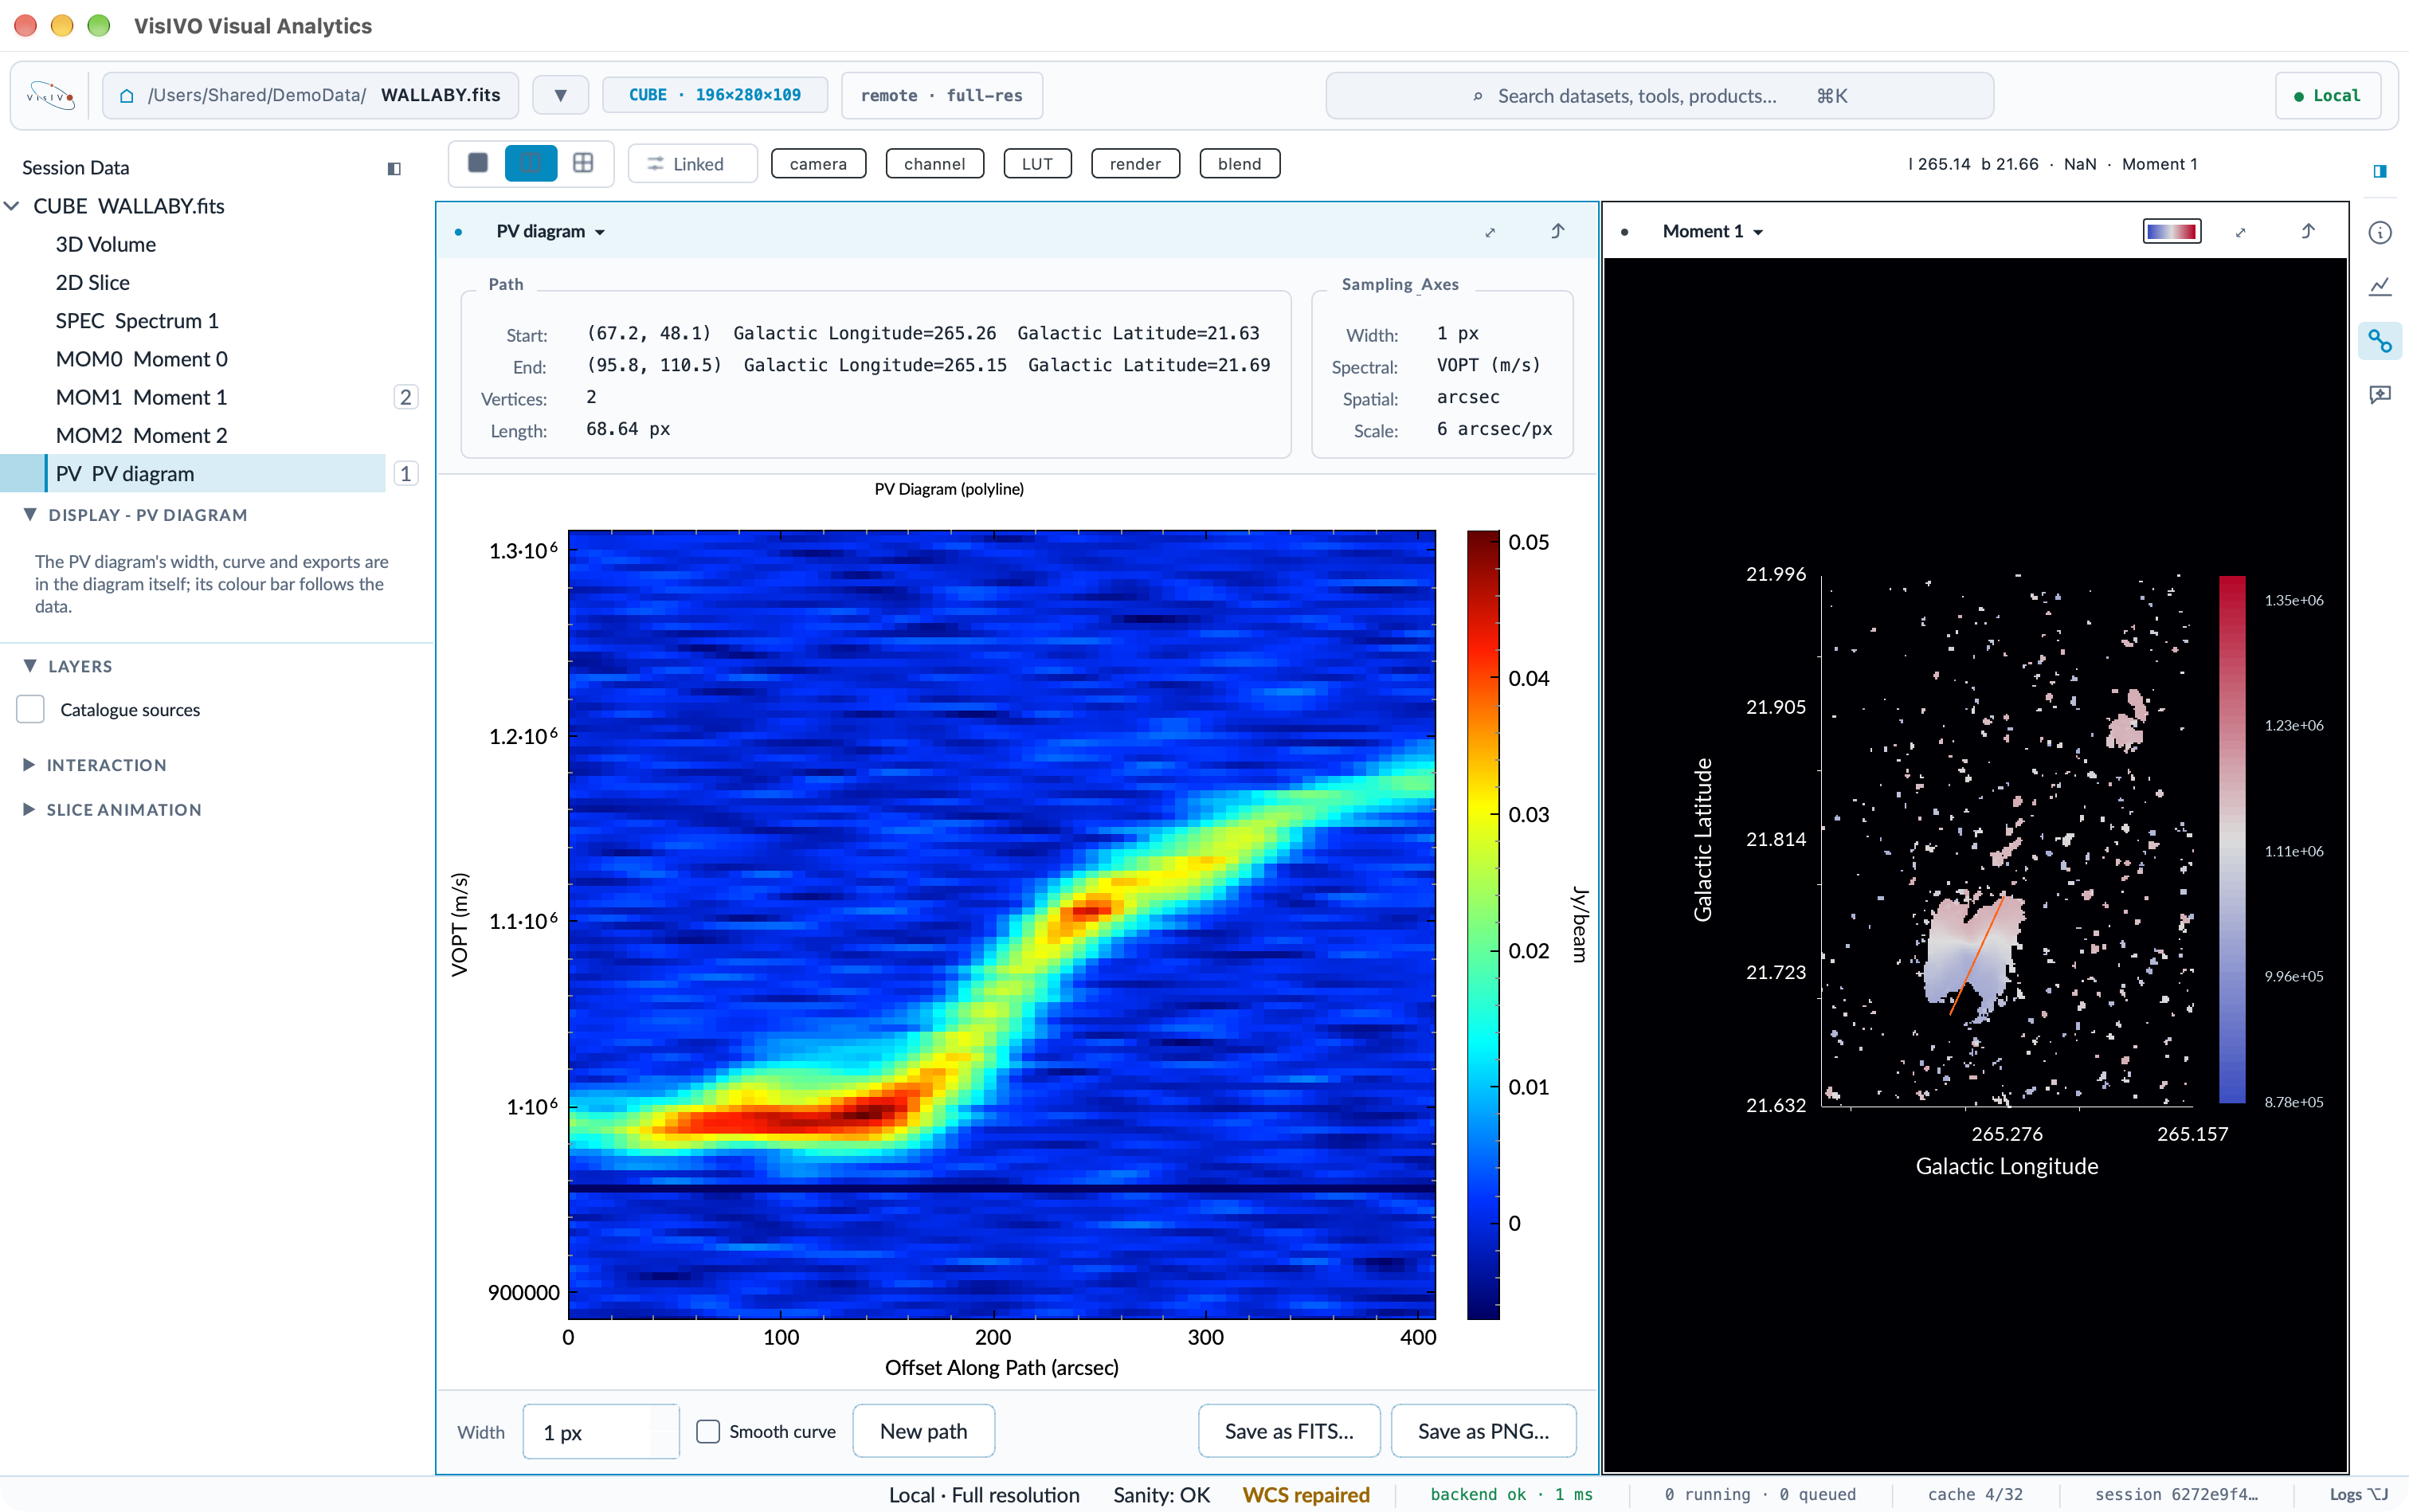 VisIVO Visual Analytics
VisIVO
/Users/Shared/DemoData/ WALLABY.fits
▼
CUBE · 196×280×109
remote · full-res
Search datasets, tools, products... ⌘K
● Local
Session Data
Linked
camera
channel
LUT
render
blend
l 265.14 b 21.66 · NaN · Moment 1
CUBE WALLABY.fits
3D Volume
2D Slice
SPEC Spectrum 1
MOM0 Moment 0
MOM1 Moment 1 2
MOM2 Moment 2
PV PV diagram 1
▼ DISPLAY - PV DIAGRAM
The PV diagram's width, curve and exports are
in the diagram itself; its colour bar follows the
data.
▼ LAYERS
Catalogue sources
▶ INTERACTION
▶ SLICE ANIMATION
PV diagram
Path
Start: (67.2, 48.1) Galactic Longitude=265.26 Galactic Latitude=21.63
End: (95.8, 110.5) Galactic Longitude=265.15 Galactic Latitude=21.69
Vertices: 2
Length: 68.64 px
Sampling_Axes
Width: 1 px
Spectral: VOPT (m/s)
Spatial: arcsec
Scale: 6 arcsec/px
PV Diagram (polyline)
1.3·10⁶
1.2·10⁶
1.1·10⁶
1·10⁶
900000
VOPT (m/s)
0 100 200 300 400
Offset Along Path (arcsec)
0.05
0.04
0.03
0.02
0.01
0
Jy/beam
Width 1 px
Smooth curve
New path
Save as FITS...
Save as PNG...
Moment 1
21.996
21.905
21.814
21.723
21.632
Galactic Latitude
265.276 265.157
Galactic Longitude
1.35e+06
1.23e+06
1.11e+06
9.96e+05
8.78e+05
Local · Full resolution
Sanity: OK
WCS repaired
backend ok · 1 ms
0 running · 0 queued
cache 4/32
session 6272e9f4…
Logs ⌥J